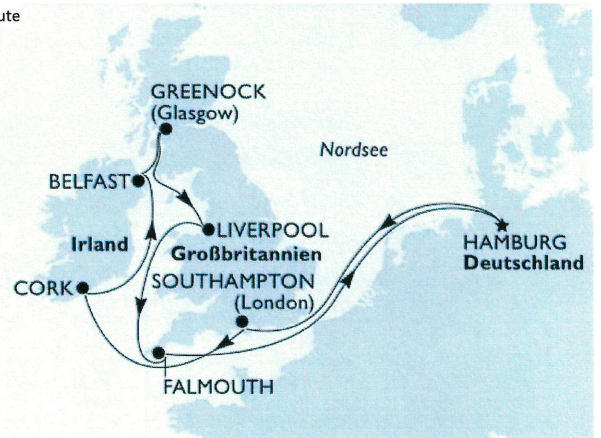 ute
GREENOCK
(Glasgow)
Nordsee
BELFAST
LIVERPOOL
Irland
Großbritannien
HAMBURG
Deutschland
CORK
SOUTHAMPTON
(London)
FALMOUTH